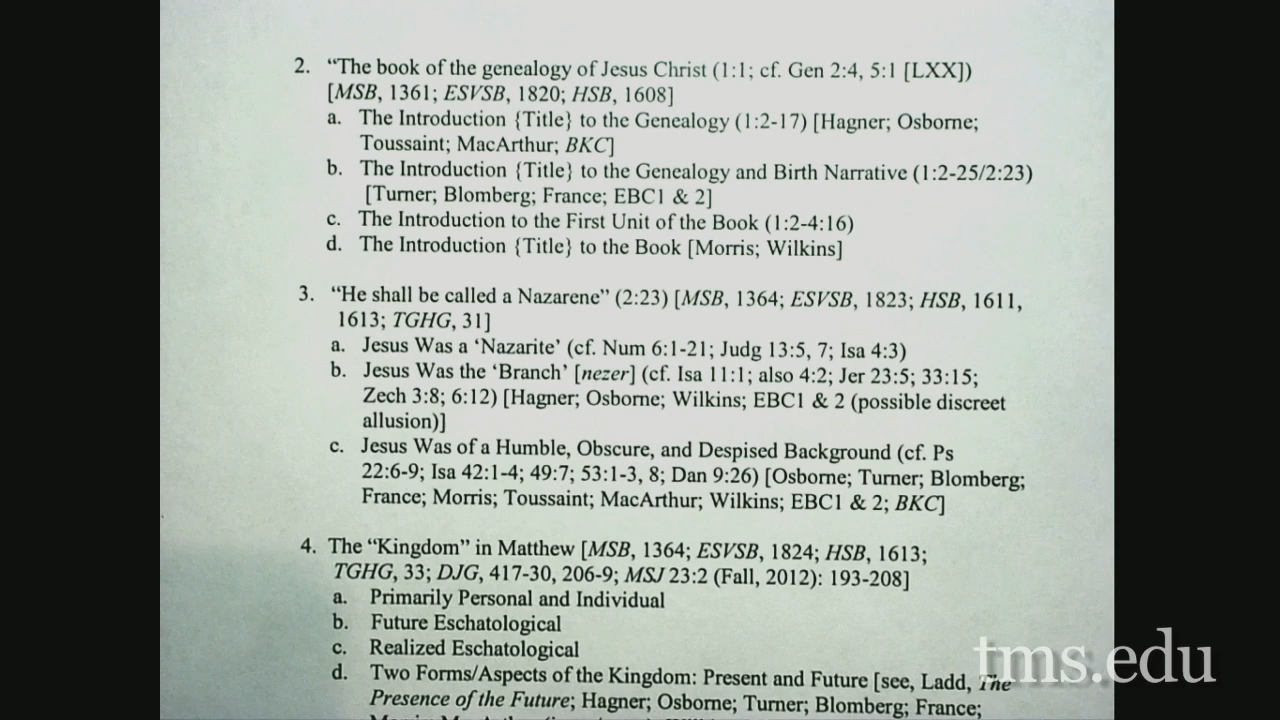 2. “The book of the genealogy of Jesus Christ (1:1; cf. Gen 2:4, 5:1 [LXX])
[MSB, 1361; ESVSB, 1820; HSB, 1608]
a. The Introduction {Title} to the Genealogy (1:2-17) [Hagner; Osborne;
Toussaint; MacArthur; BKC]
b. The Introduction {Title} to the Genealogy and Birth Narrative (1:2-25/2:23)
[Turner; Blomberg; France; EBC1 & 2]
c. The Introduction to the First Unit of the Book (1:2-4:16)
d. The Introduction {Title} to the Book [Morris; Wilkins]
3. “He shall be called a Nazarene” (2:23) [MSB, 1364; ESVSB, 1823; HSB, 1611,
1613; TGHG, 31]
a. Jesus Was a ‘Nazarite’ (cf. Num 6:1-21; Judg 13:5, 7; Isa 4:3)
b. Jesus Was the ‘Branch’ [nezer] (cf. Isa 11:1; also 4:2; Jer 23:5; 33:15;
Zech 3:8; 6:12) [Hagner; Osborne; Wilkins; EBC1 & 2 (possible discreet
allusion)]
c. Jesus Was of a Humble, Obscure, and Despised Background (cf. Ps
22:6-9; Isa 42:1-4; 49:7; 53:1-3, 8; Dan 9:26) [Osborne; Turner; Blomberg;
France; Morris; Toussaint; MacArthur; Wilkins; EBC1 & 2; BKC]
4. The “Kingdom” in Matthew [MSB, 1364; ESVSB, 1824; HSB, 1613;
TGHG, 33; DJG, 417-30, 206-9; MSJ 23:2 (Fall, 2012): 193-208]
a. Primarily Personal and Individual
b. Future Eschatological
c. Realized Eschatological
d. Two Forms/Aspects of the Kingdom: Present and Future [see, Ladd, The
Presence of the Future; Hagner; Osborne; Turner; Blomberg; France;
tms.edu